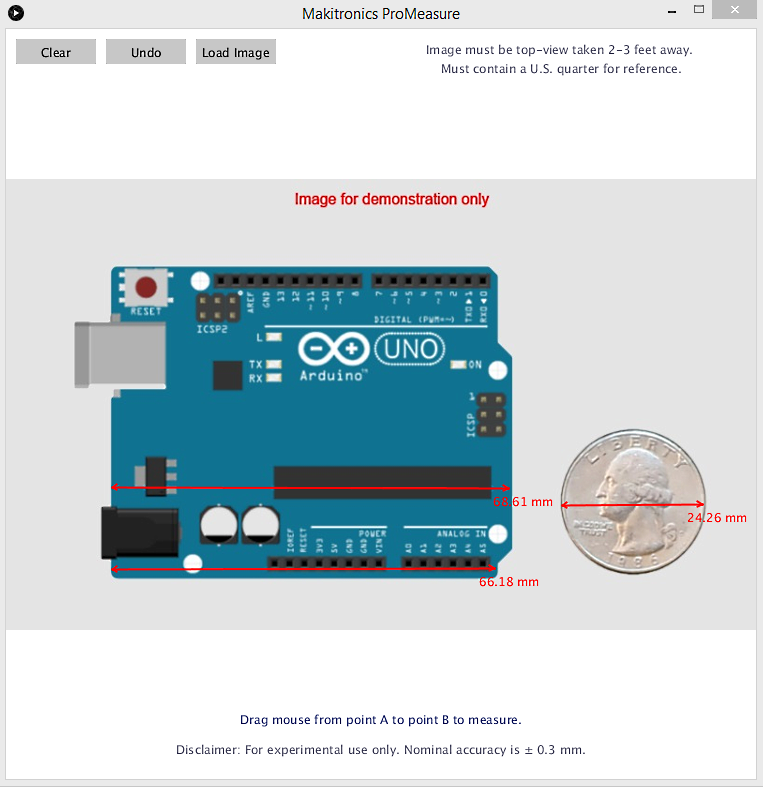 Makitronics ProMeasure
Clear Undo Load Image
Image must be top-view taken 2-3 feet away.
Must contain a U.S. quarter for reference.
Image for demonstration only
RESET
ICSP2
AREF
GND
13
12
~11
~10
~9
8
7
~6
~5
4
~3
2
TXD▶1
RXD◀0
DIGITAL (PWM=~)
L
TX
RX
UNO
Arduino™
ON
ICSP
LIBERTY
68.61 mm
24.26 mm
POWER
ANALOG IN
IOREF
RESET
3V3
5V
GND
GND
VIN
A0
A1
A2
A3
A4
A5
TRUST
66.18 mm
Drag mouse from point A to point B to measure.
Disclaimer: For experimental use only. Nominal accuracy is ± 0.3 mm.